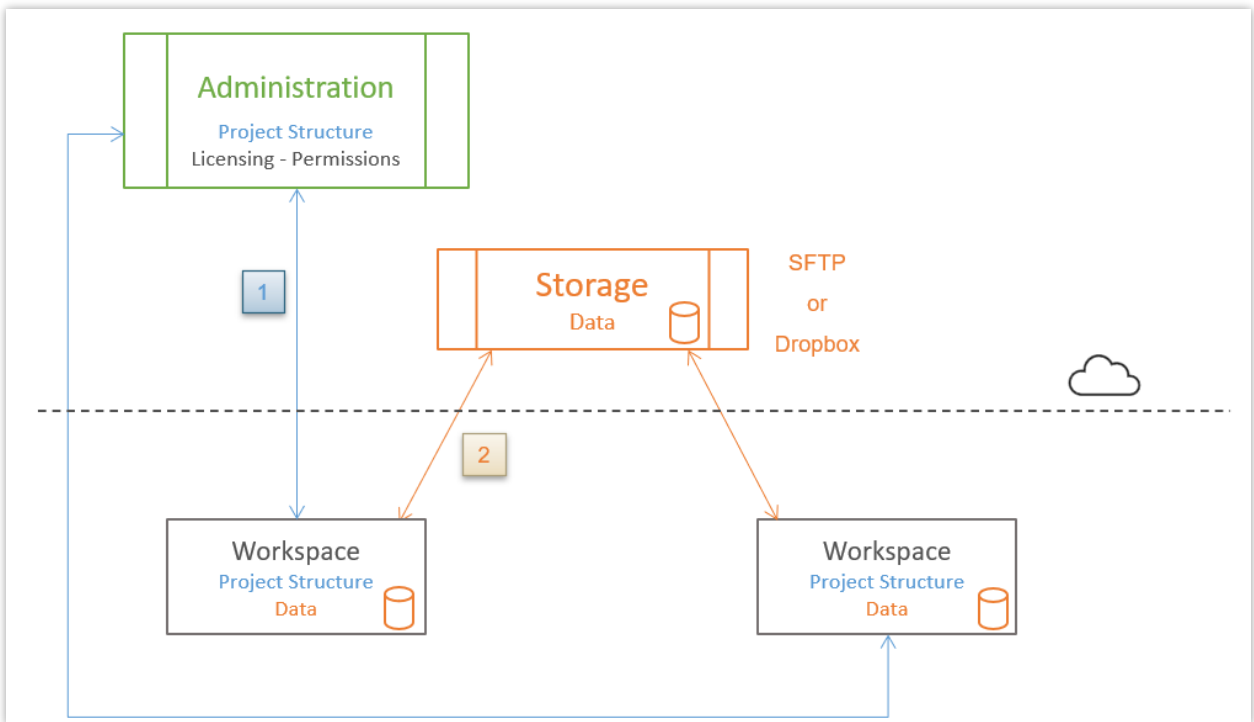 Administration
Project Structure
Licensing - Permissions
1
Storage
Data
SFTP
or
Dropbox
2
Workspace
Project Structure
Data
Workspace
Project Structure
Data